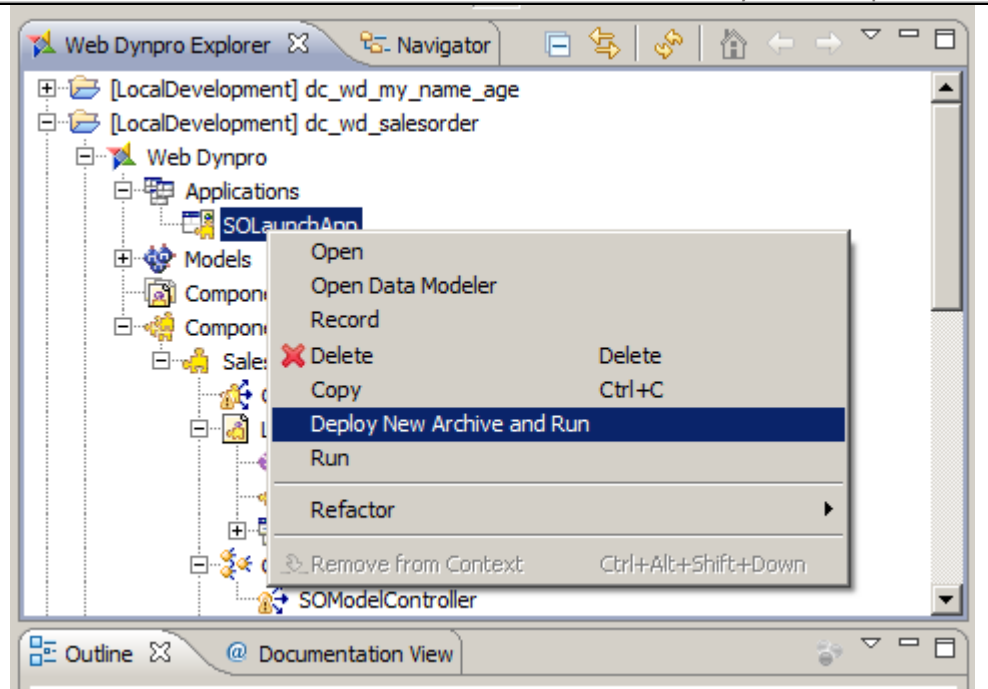 Web Dynpro Explorer Navigator
[LocalDevelopment] dc_wd_my_name_age
[LocalDevelopment] dc_wd_salesorder
Web Dynpro
Applications
SOLaunchApp
Models
Open
Open Data Modeler
Record
Delete Delete
Copy Ctrl+C
Deploy New Archive and Run
Run
Refactor
Remove from Context Ctrl+Alt+Shift+Down
SOModelController
Outline @ Documentation View